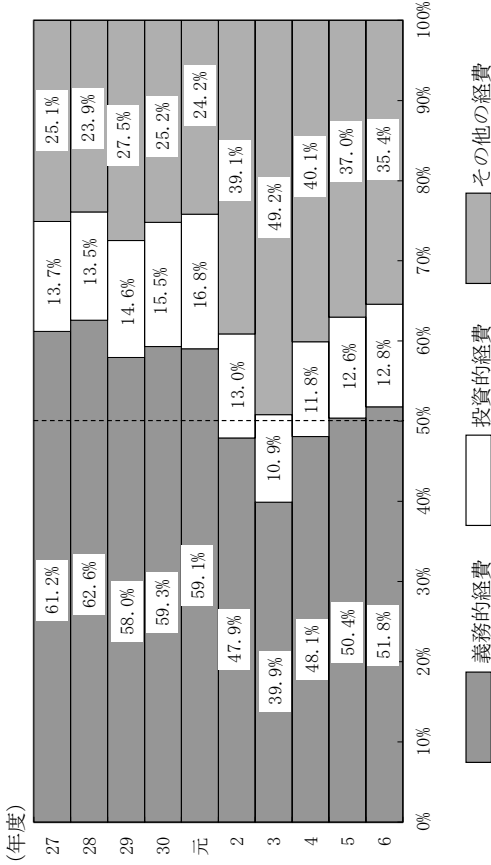 (年度)
27 61.2% 13.7% 25.1%
28 62.6% 13.5% 23.9%
29 58.0% 14.6% 27.5%
30 59.3% 15.5% 25.2%
元 59.1% 16.8% 24.2%
2 47.9% 13.0% 39.1%
3 39.9% 10.9% 49.2%
4 48.1% 11.8% 40.1%
5 50.4% 12.6% 37.0%
6 51.8% 12.8% 35.4%
0% 10% 20% 30% 40% 50% 60% 70% 80% 90% 100%
義務的経費 投資的経費 その他の経費